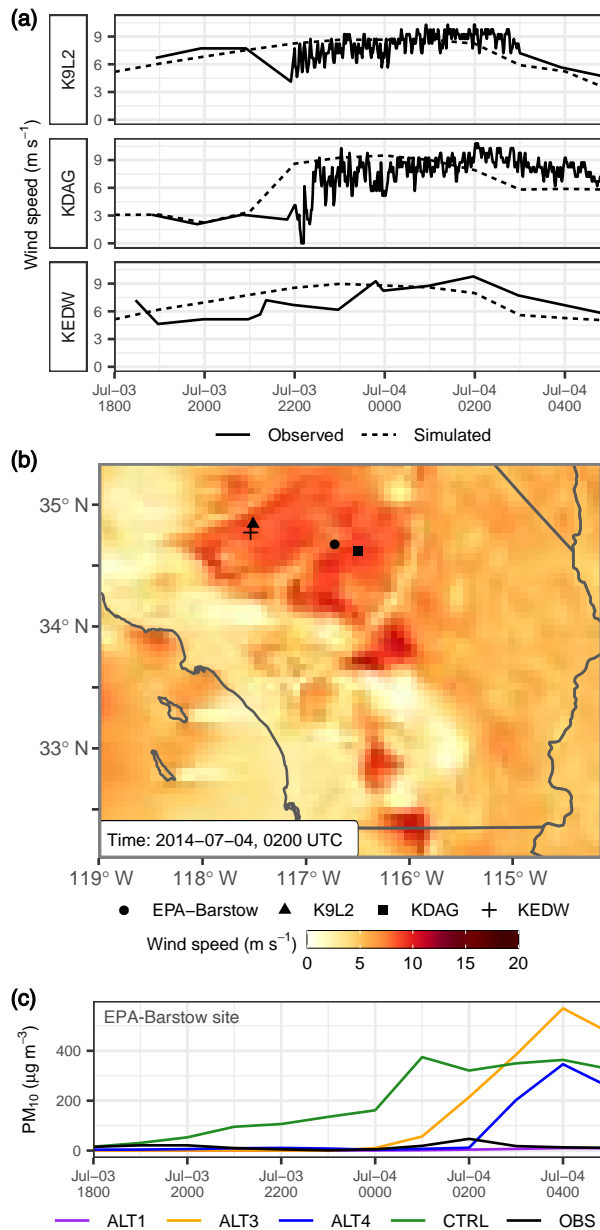 (a)
Wind speed (m s⁻¹)
K9L2
9
6
3
0
KDAG
9
6
3
0
KEDW
9
6
3
0
Jul−03 Jul−03 Jul−03 Jul−04 Jul−04 Jul−04
1800 2000 2200 0000 0200 0400
Observed Simulated
(b)
35° N
34° N
33° N
Time: 2014−07−04, 0200 UTC
119° W 118° W 117° W 116° W 115° W
EPA−Barstow K9L2 KDAG KEDW
Wind speed (m s⁻¹)
0 5 10 15 20
(c)
EPA-Barstow site
PM₁₀ (µg m⁻³)
400
200
0
Jul−03 Jul−03 Jul−03 Jul−04 Jul−04 Jul−04
1800 2000 2200 0000 0200 0400
ALT1 ALT3 ALT4 CTRL OBS